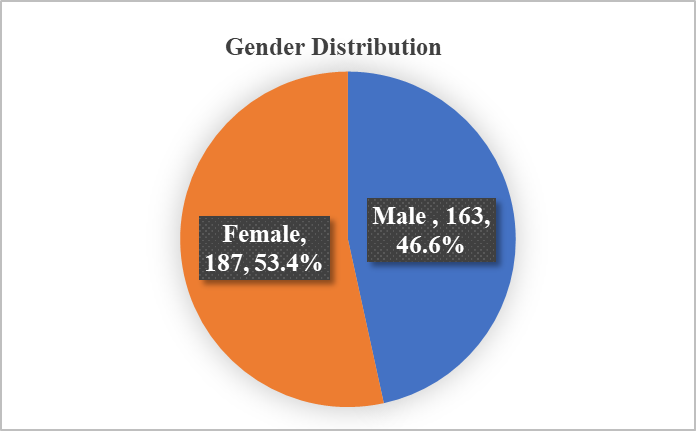 Gender Distribution
Female,
187, 53.4%
Male , 163,
46.6%